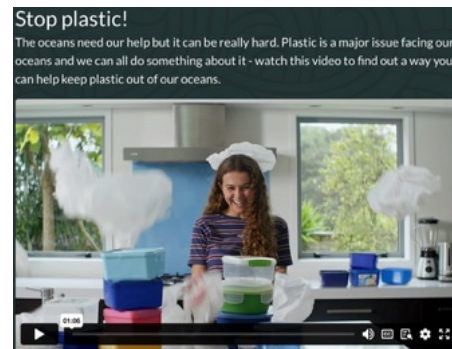 Stop plastic!
The oceans need our help but it can be really hard. Plastic is a major issue facing our
oceans and we can all do something about it - watch this video to find out a way you
can help keep plastic out of our oceans.
01:06
CC